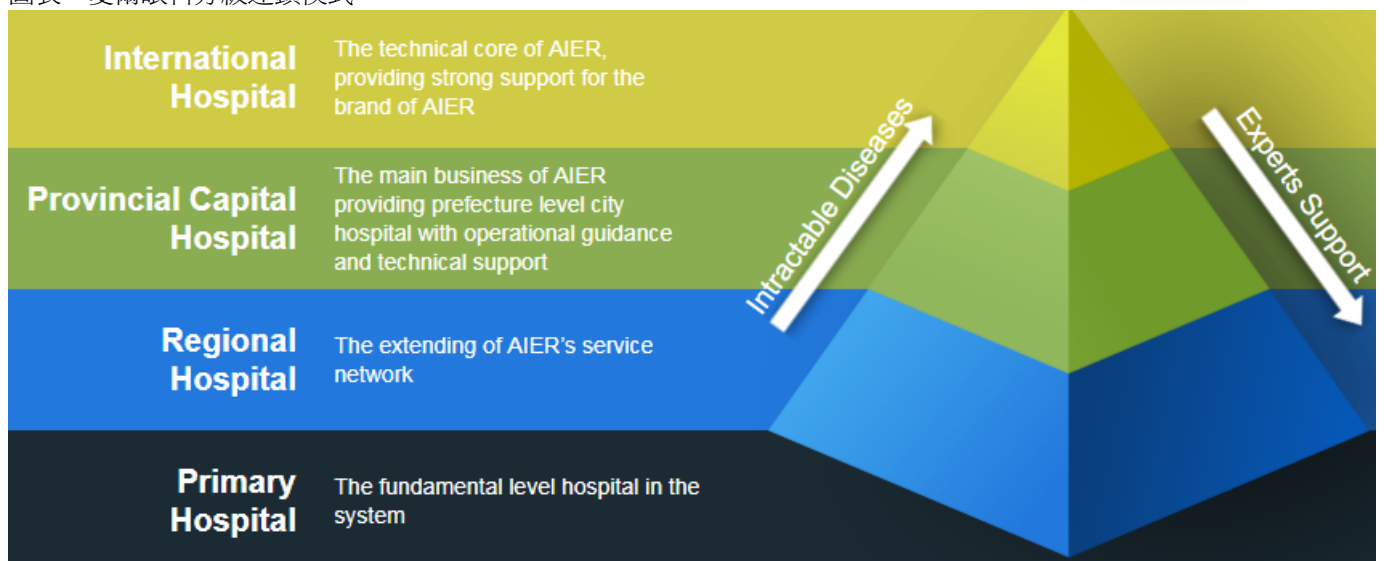 International
Hospital
The technical core of AIER,
providing strong support for the
brand of AIER
Provincial Capital
Hospital
The main business of AIER
providing prefecture level city
hospital with operational guidance
and technical support
Regional
Hospital
The extending of AIER’s service
network
Primary
Hospital
The fundamental level hospital in the
system
Intractable Diseases
Experts Support